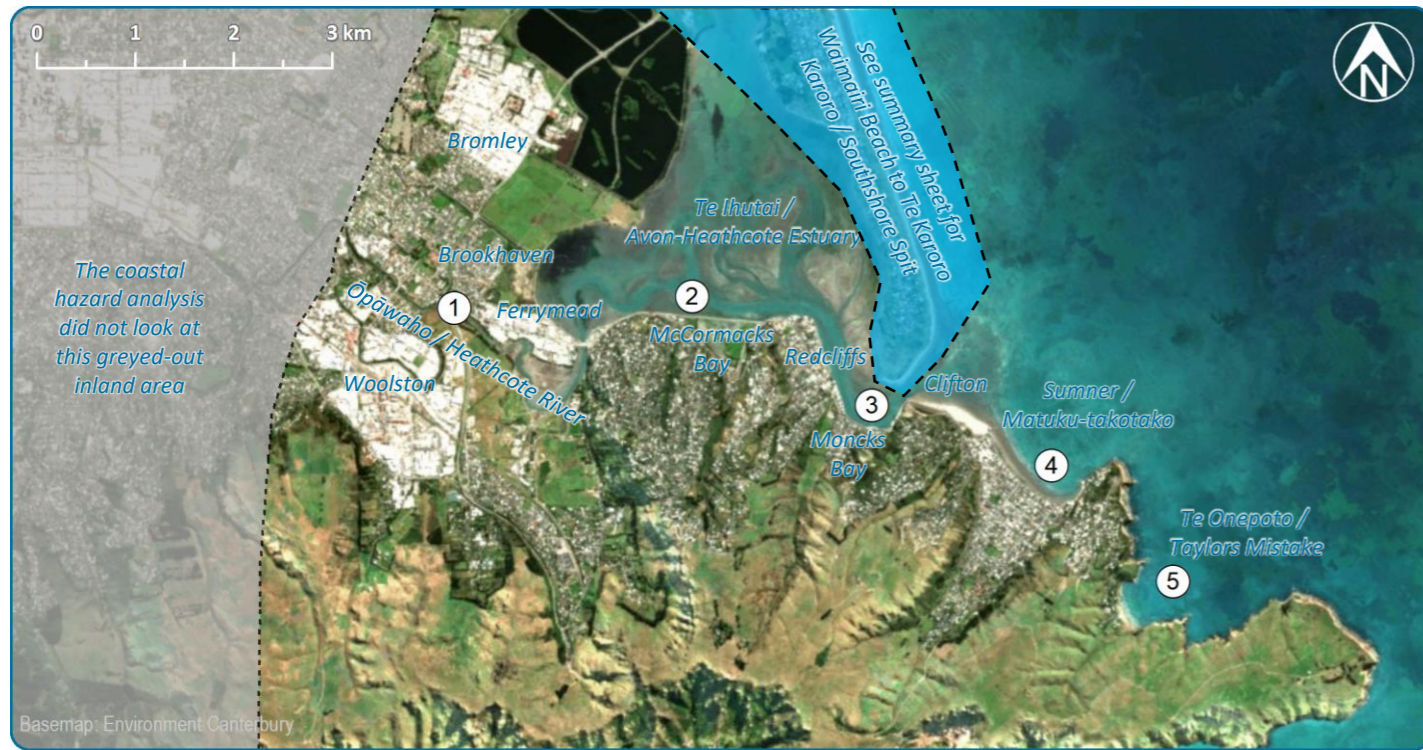 0 1 2 3 km
N
See summary sheet for
Waimairi Beach to Te Karoro
Karoro / Southshore Spit
Bromley
Te Ihutai /
Avon-Heathcote Estuary
Brookhaven
The coastal
hazard analysis
did not look at
this greyed-out
inland area
Ōpāwaho / Heathcote River
1
Ferrymead
2
McCormacks
Bay
Redcliffs
Woolston
Clifton
3
Moncks
Bay
Sumner /
Matuku-takotako
4
Te Onepoto /
Taylors Mistake
5
Basemap: Environment Canterbury